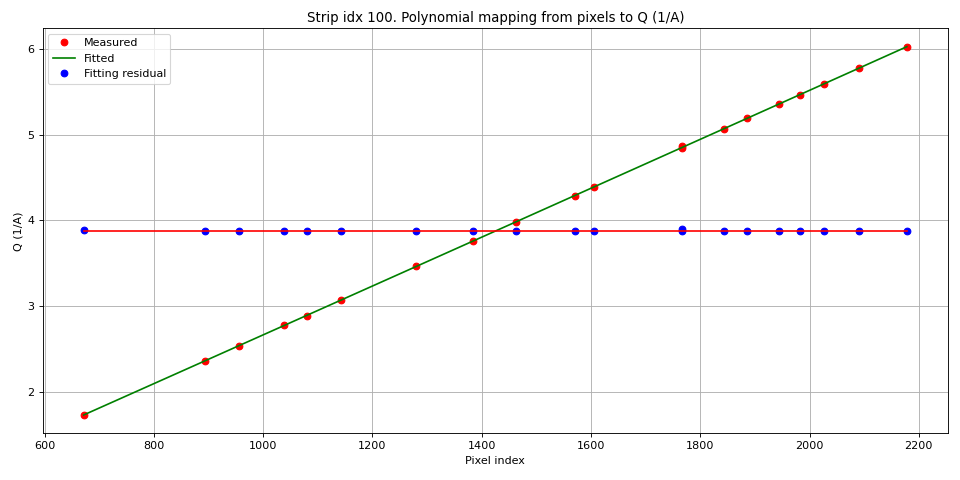 Strip idx 100. Polynomial mapping from pixels to Q (1/A)
Measured
Fitted
Fitting residual
Q (1/A)
6
5
4
3
2
600 800 1000 1200 1400 1600 1800 2000 2200
Pixel index